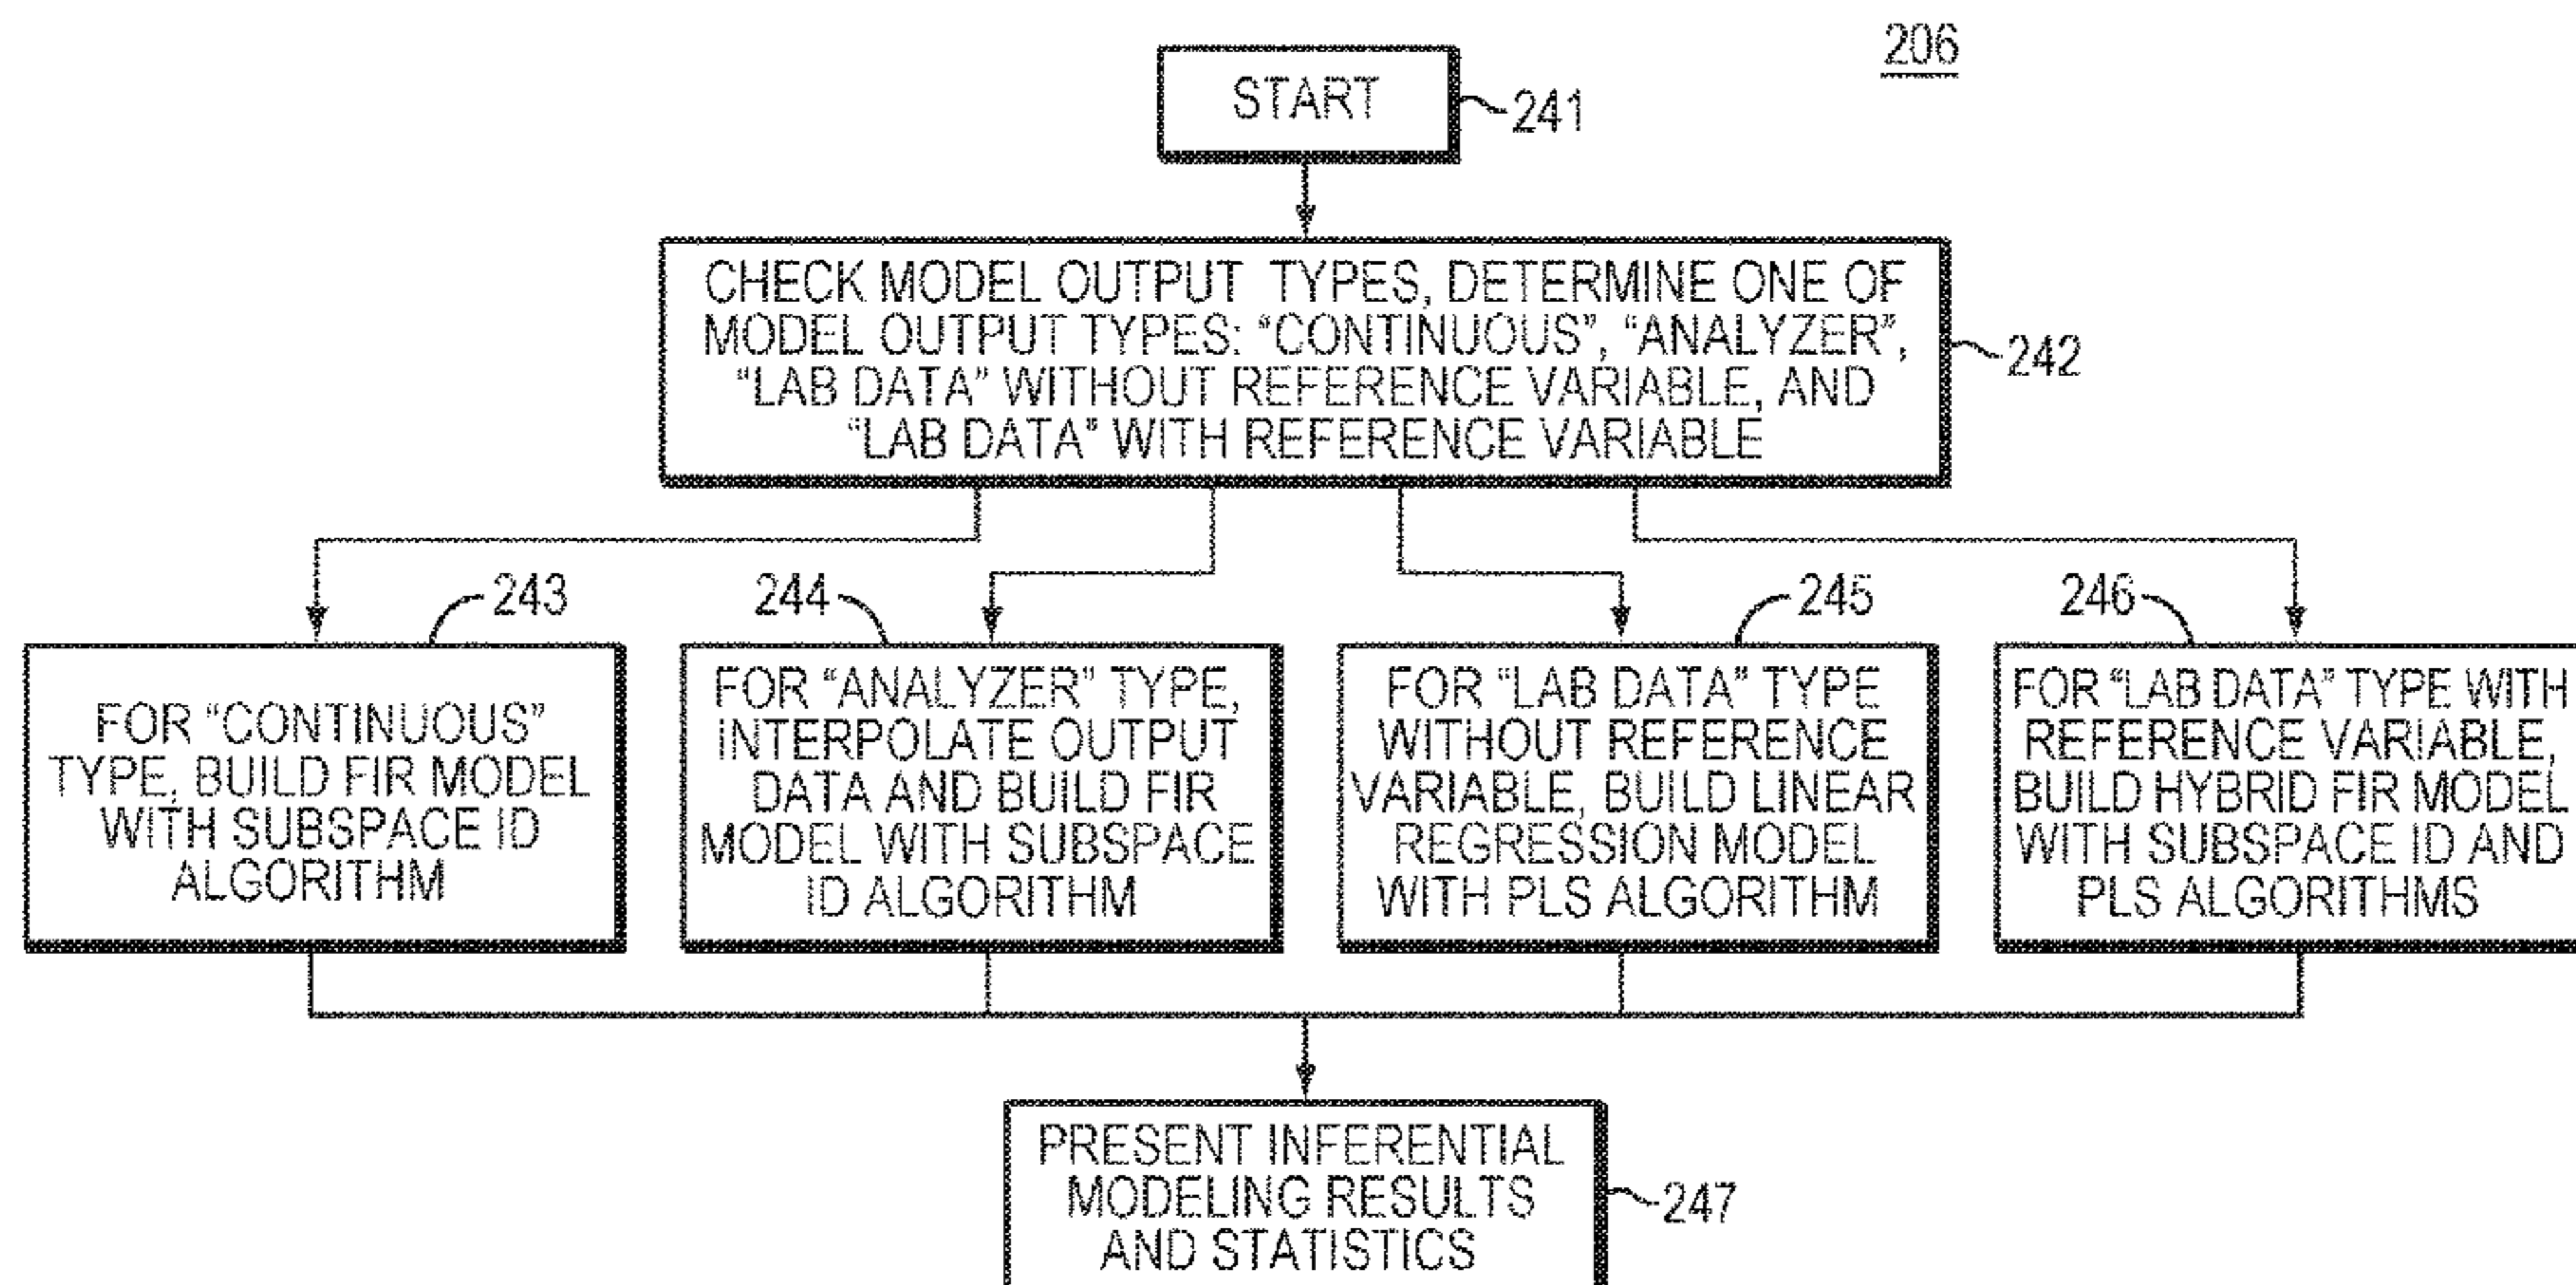 206
START
241
CHECK MODEL OUTPUT TYPES, DETERMINE ONE OF
MODEL OUTPUT TYPES: “CONTINUOUS”, “ANALYZER”,
“LAB DATA” WITHOUT REFERENCE VARIABLE, AND
“LAB DATA” WITH REFERENCE VARIABLE
242
243
FOR “CONTINUOUS”
TYPE, BUILD FIR MODEL
WITH SUBSPACE ID
ALGORITHM
244
FOR “ANALYZER” TYPE,
INTERPOLATE OUTPUT
DATA AND BUILD FIR
MODEL WITH SUBSPACE
ID ALGORITHM
245
FOR “LAB DATA” TYPE
WITHOUT REFERENCE
VARIABLE, BUILD LINEAR
REGRESSION MODEL
WITH PLS ALGORITHM
246
FOR “LAB DATA” TYPE WITH
REFERENCE VARIABLE,
BUILD HYBRID FIR MODEL
WITH SUBSPACE ID AND
PLS ALGORITHMS
PRESENT INFERENTIAL
MODELING RESULTS
AND STATISTICS
247